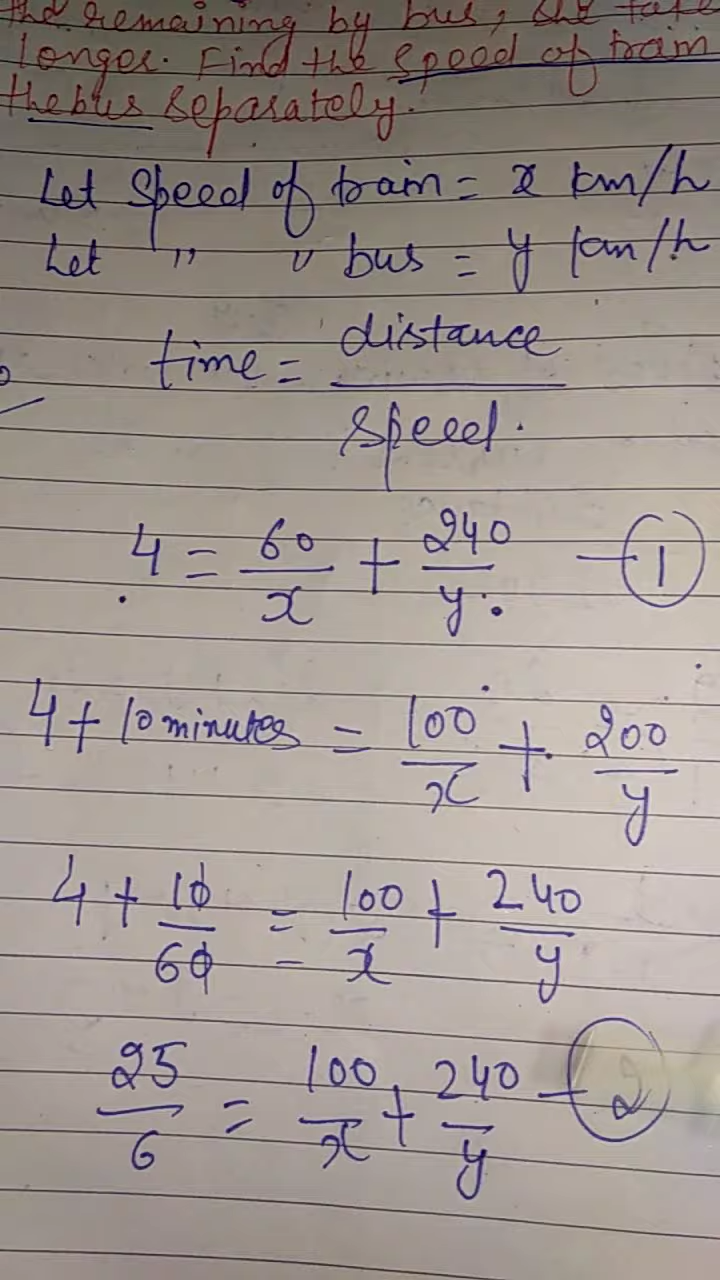 the remaining by bus, she take
longer. Find the speed of train
the bus separately.
Let speed of train = x km/h
Let " " bus = y km/h
time = distance / speed.
4 = 60/x + 240/y — 1
4 + 10 minutes = 100/x + 200/y
4 + 10/60 = 100/x + 240/y
25/6 = 100/x + 240/y — 2